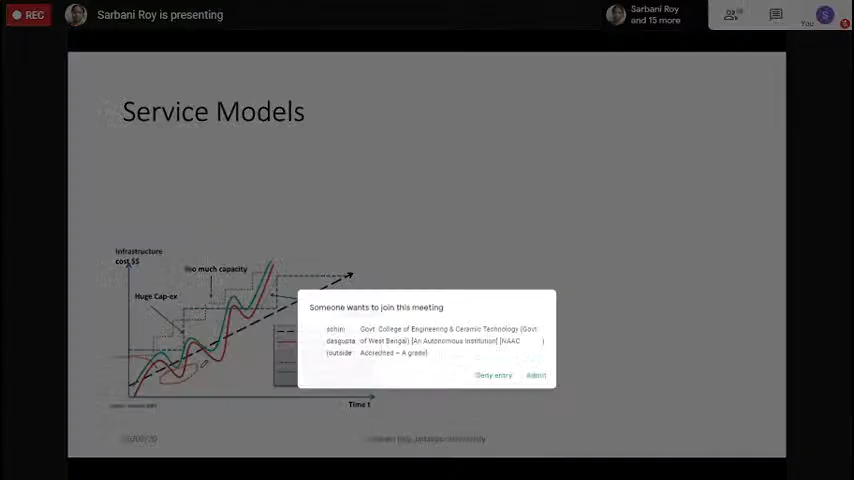 REC
Sarbani Roy is presenting
Sarbani Roy
and 15 more
You
S
Service Models
Infrastructure
cost $$
Too much capacity
Huge Cap-ex
Time t
Someone wants to join this meeting
dasgupta
(outside
Govt. College of Engineering & Ceramic Technology (Govt
of West Bengal) [An Autonomous Institution[ [NAAC )
Accredited – A grade]
Deny entry
Admit